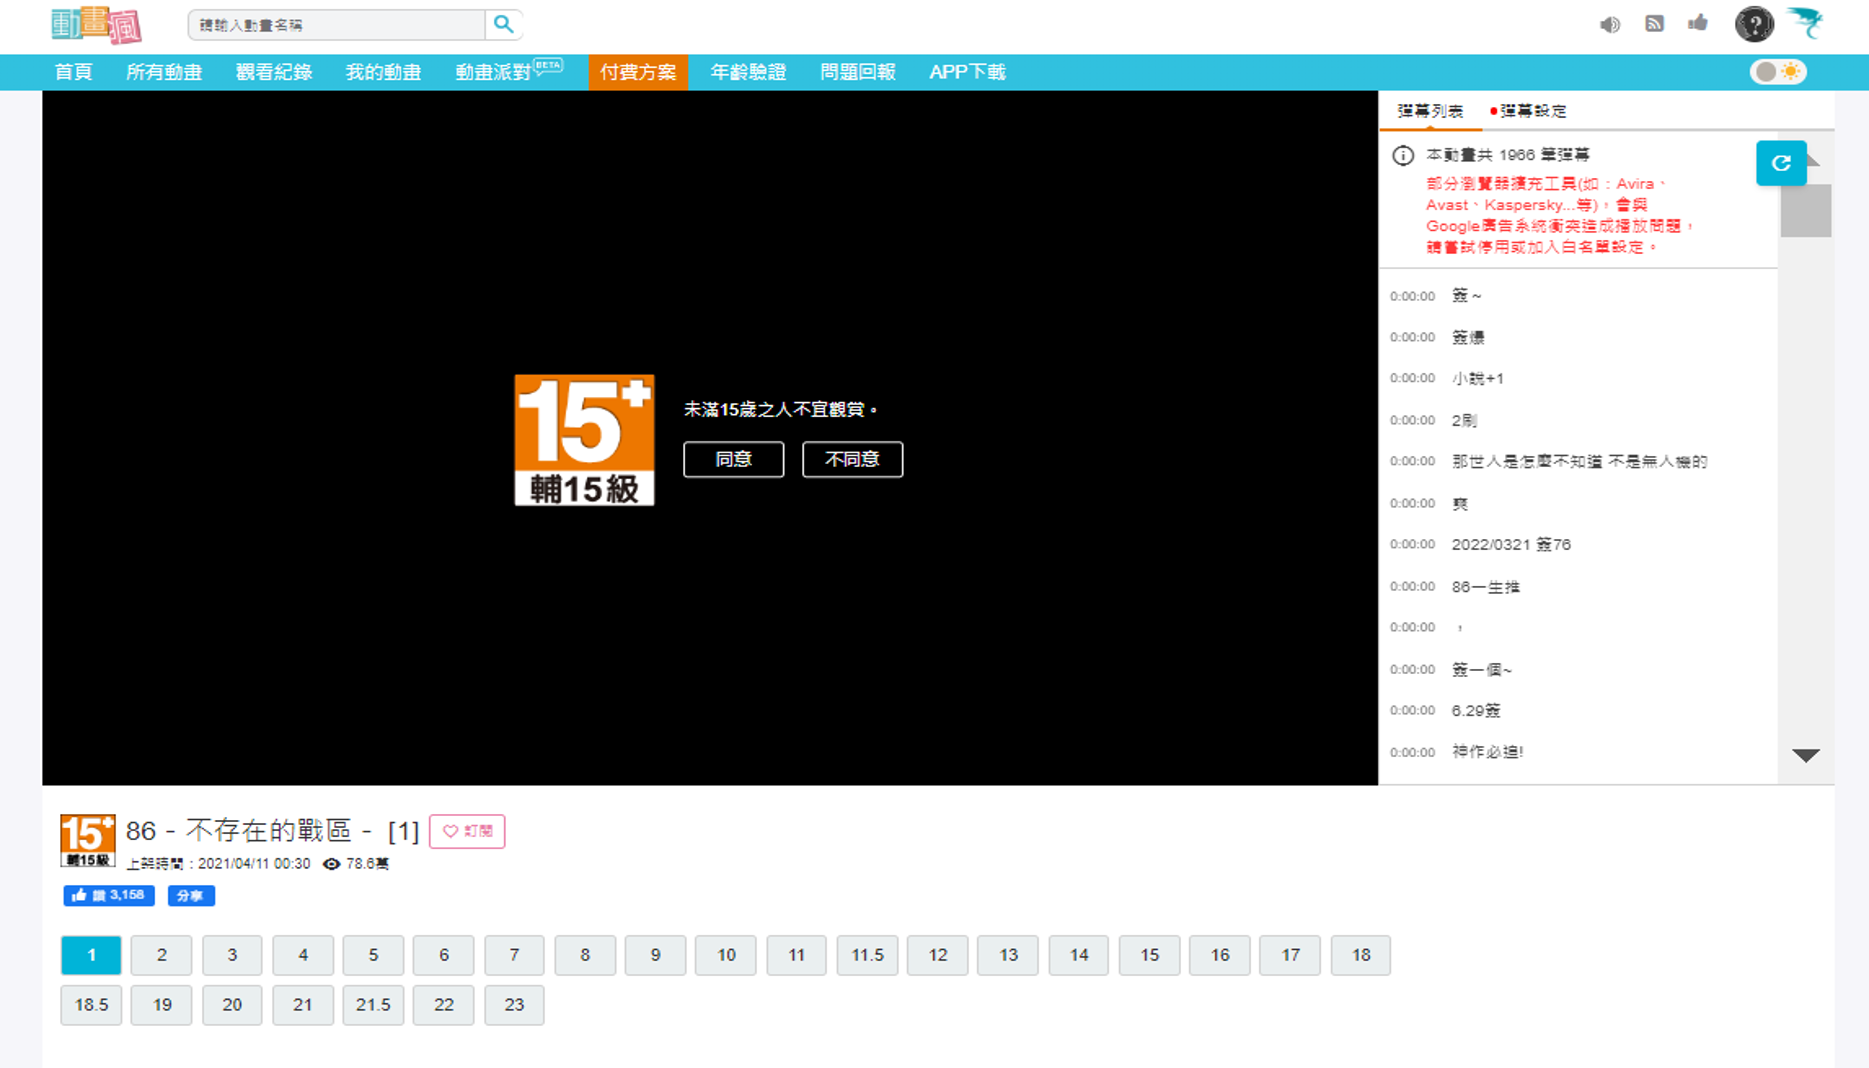 動畫瘋
請輸入動畫名稱
首頁 所有動畫 觀看紀錄 我的動畫 動畫派對 BETA 付費方案 年齡驗證 問題回報 APP下載
彈幕列表 彈幕設定
本動畫共 1966 筆彈幕
部分瀏覽器擴充工具(如：Avira、
Avast、Kaspersky...等)，會與
Google廣告系統衝突造成播放問題，
請嘗試停用或加入白名單設定。
0:00:00 簽~
0:00:00 簽爆
0:00:00 小說+1
0:00:00 2刷
0:00:00 那世人是怎麼不知道 不是無人機的
0:00:00 爽
0:00:00 2022/0321 簽76
0:00:00 86一生推
0:00:00 ，
0:00:00 簽一個~
0:00:00 6.29簽
0:00:00 神作必追!
15+
輔15級
未滿15歲之人不宜觀賞。
同意 不同意
15+
輔15級
86 - 不存在的戰區 - [1]
訂閱
上架時間：2021/04/11 00:30 78.6萬
讚 3,158 分享
1 2 3 4 5 6 7 8 9 10 11 11.5 12 13 14 15 16 17 18
18.5 19 20 21 21.5 22 23